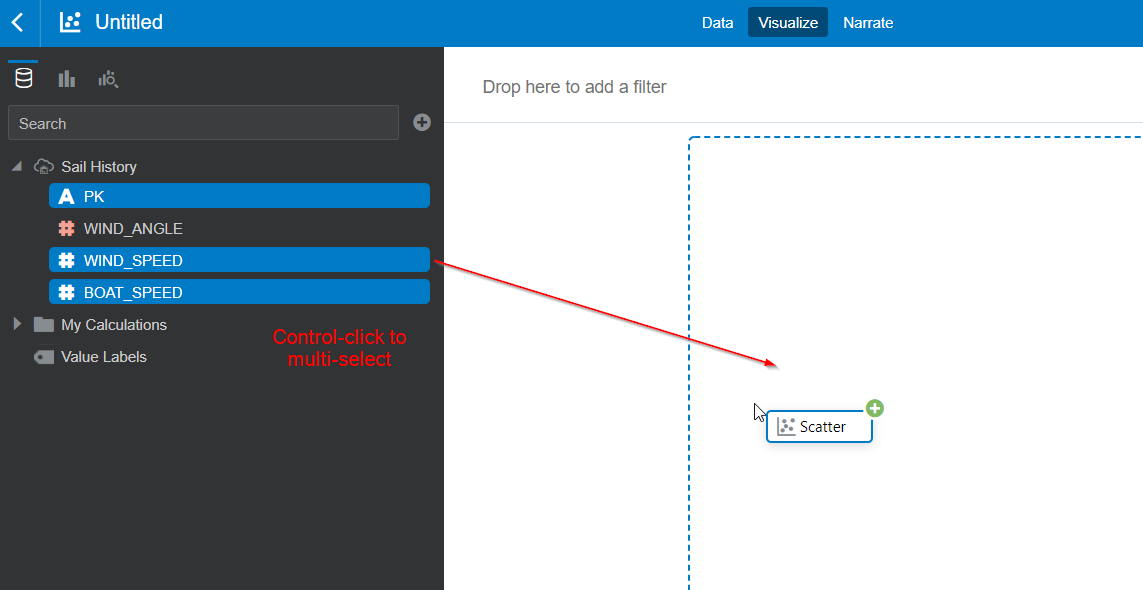 Untitled
Data
Visualize
Narrate
Search
Drop here to add a filter
Sail History
PK
WIND_ANGLE
WIND_SPEED
BOAT_SPEED
My Calculations
Value Labels
Control-click to
multi-select
Scatter